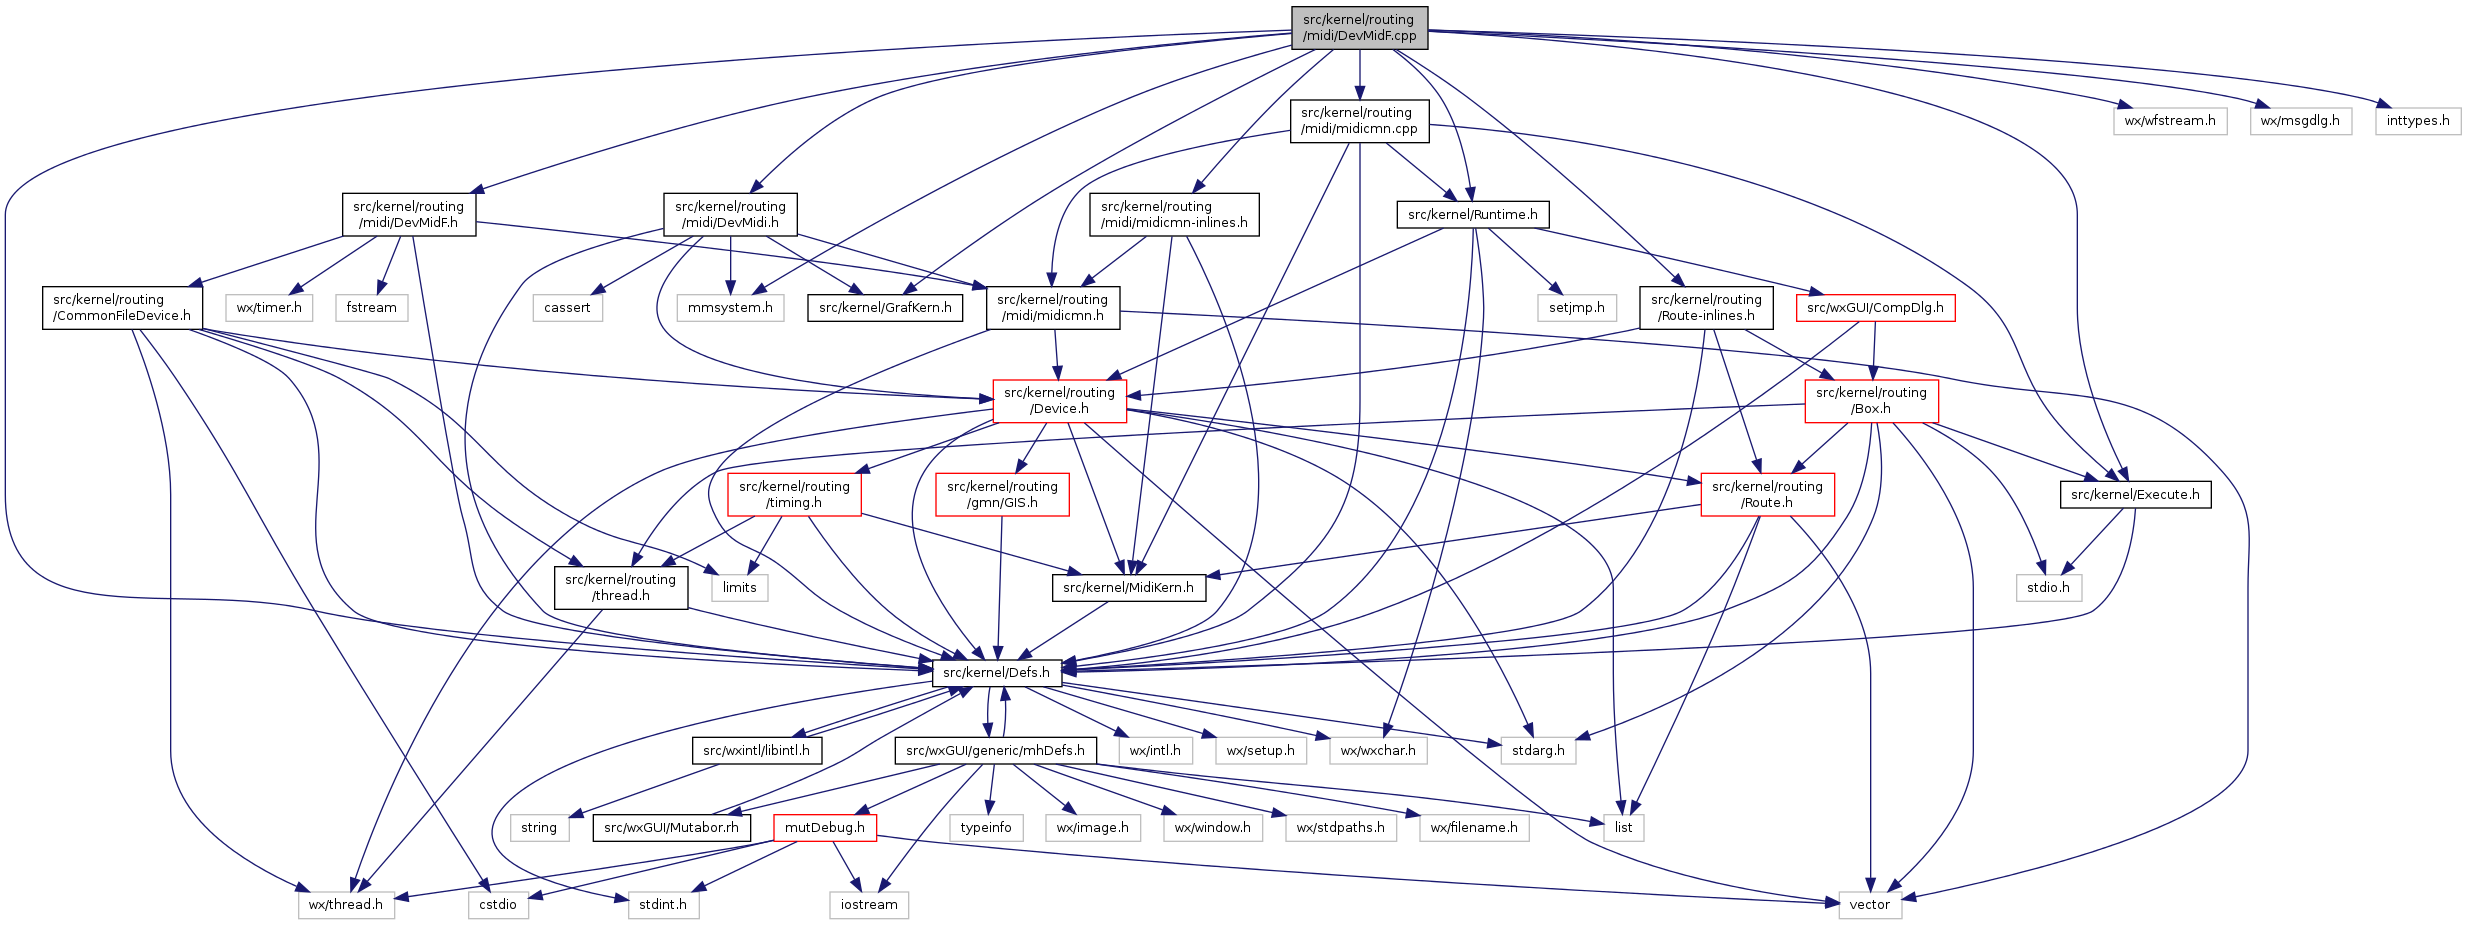 src/kernel/routing
/midi/DevMidF.cpp
src/kernel/routing
/midi/midicmn.cpp
wx/wfstream.h
wx/msgdlg.h
inttypes.h
src/kernel/routing
/midi/DevMidF.h
src/kernel/routing
/midi/DevMidi.h
src/kernel/routing
/midi/midicmn-inlines.h
src/kernel/Runtime.h
src/kernel/routing
/CommonFileDevice.h
wx/timer.h
fstream
cassert
mmsystem.h
src/kernel/GrafKern.h
src/kernel/routing
/midi/midicmn.h
setjmp.h
src/kernel/routing
/Route-inlines.h
src/wxGUI/CompDlg.h
src/kernel/routing
/Device.h
src/kernel/routing
/Box.h
src/kernel/routing
/timing.h
src/kernel/routing
/gmn/GIS.h
src/kernel/routing
/Route.h
src/kernel/Execute.h
src/kernel/routing
/thread.h
limits
src/kernel/MidiKern.h
stdio.h
src/kernel/Defs.h
src/wxintl/libintl.h
src/wxGUI/generic/mhDefs.h
wx/intl.h
wx/setup.h
wx/wxchar.h
stdarg.h
string
src/wxGUI/Mutabor.rh
mutDebug.h
typeinfo
wx/image.h
wx/window.h
wx/stdpaths.h
wx/filename.h
list
wx/thread.h
cstdio
stdint.h
iostream
vector